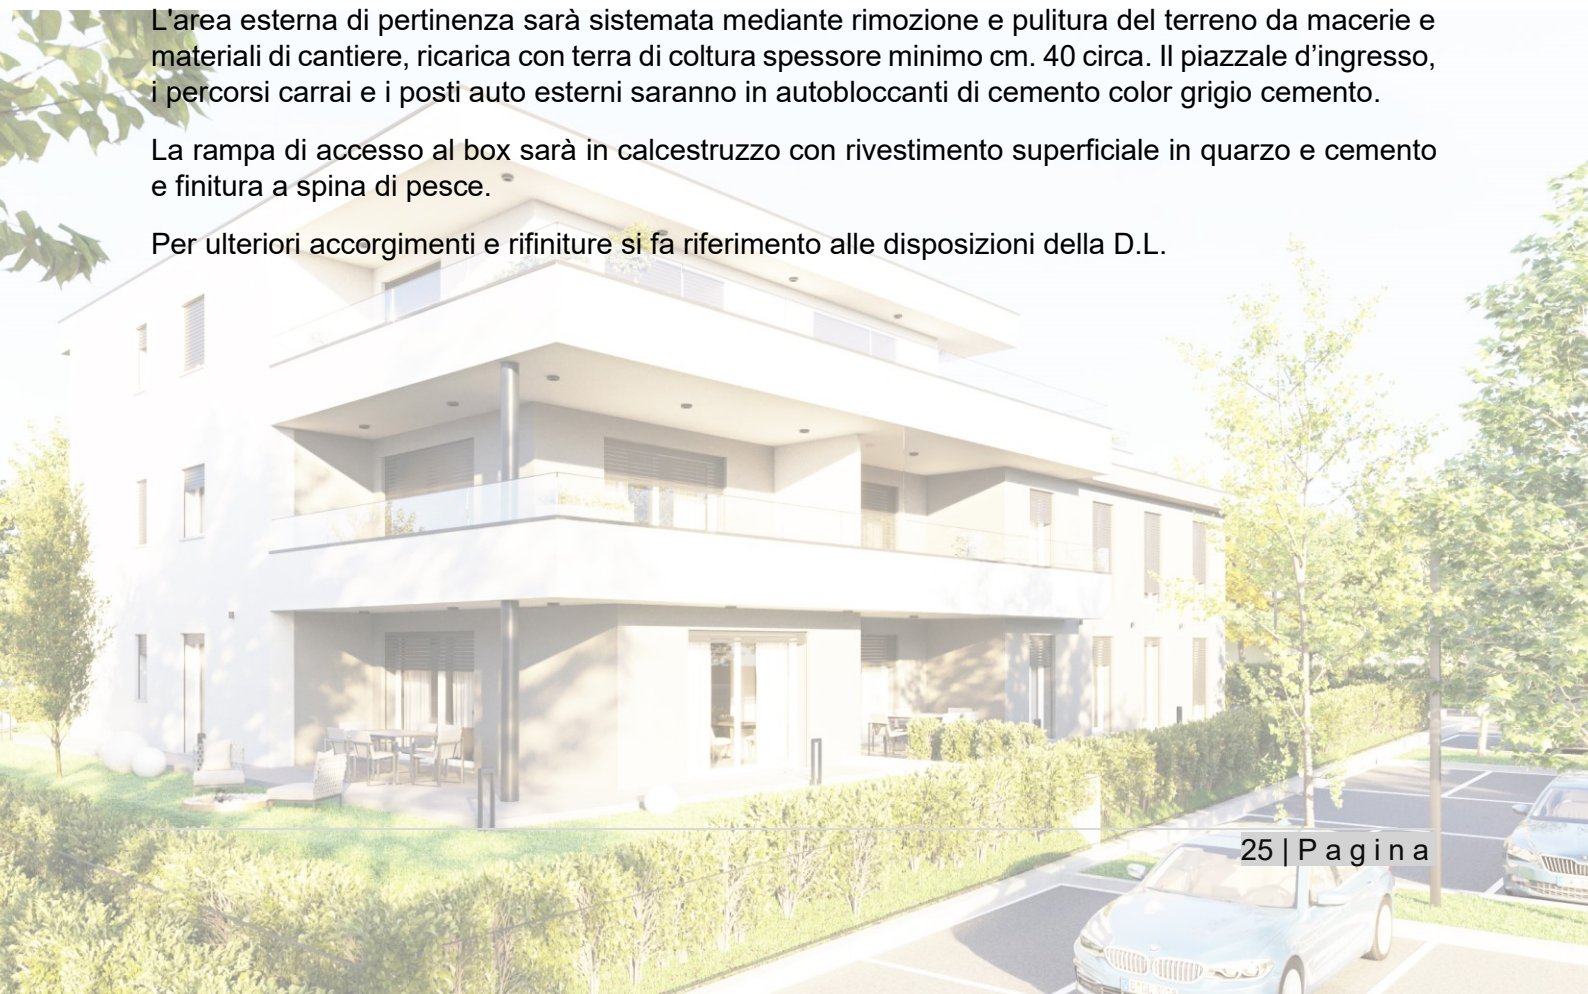 L'area esterna di pertinenza sarà sistemata mediante rimozione e pulitura del terreno da macerie e
materiali di cantiere, ricarica con terra di coltura spessore minimo cm. 40 circa. Il piazzale d’ingresso,
i percorsi carrai e i posti auto esterni saranno in autobloccanti di cemento color grigio cemento.
La rampa di accesso al box sarà in calcestruzzo con rivestimento superficiale in quarzo e cemento
e finitura a spina di pesce.
Per ulteriori accorgimenti e rifiniture si fa riferimento alle disposizioni della D.L.
25 | P a g i n a